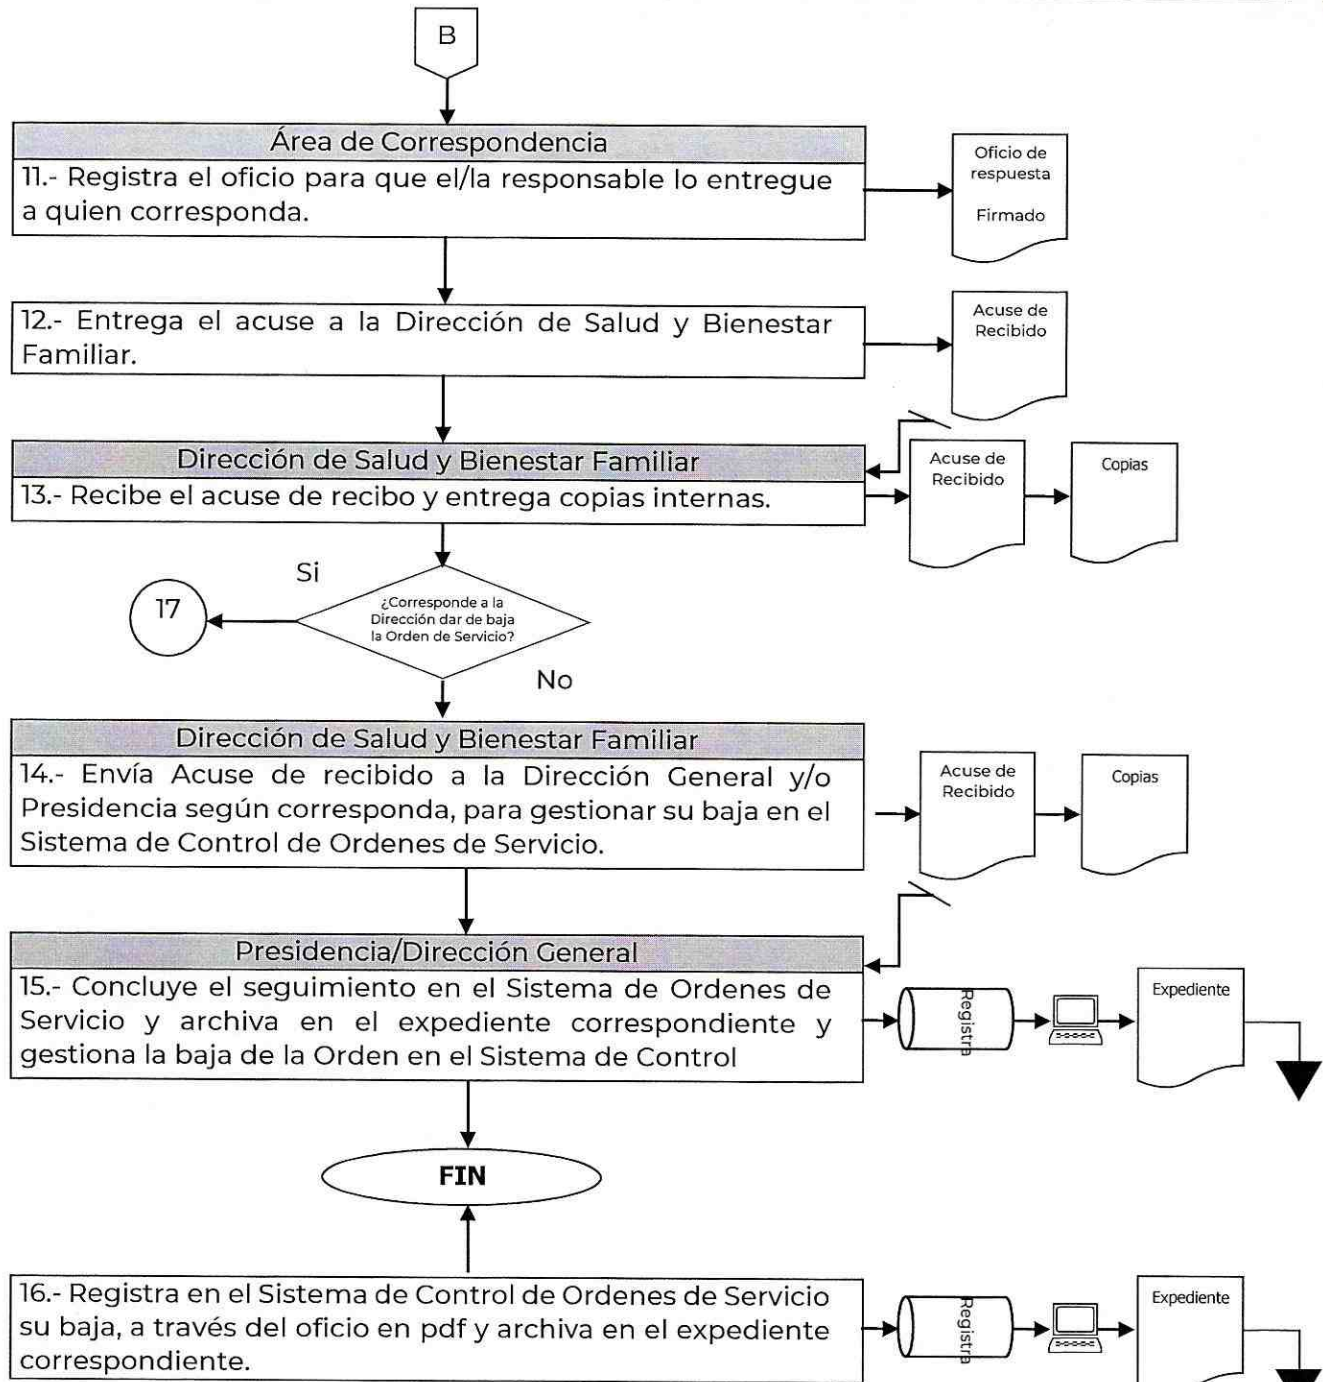 B
Área de Correspondencia
11.- Registra el oficio para que el/la responsable lo entregue
a quien corresponda.
Oficio de
respuesta
Firmado
12.- Entrega el acuse a la Dirección de Salud y Bienestar
Familiar.
Acuse de
Recibido
Dirección de Salud y Bienestar Familiar
13.- Recibe el acuse de recibo y entrega copias internas.
Acuse de
Recibido
Copias
Si
17
¿Corresponde a la
Dirección dar de baja
la Orden de Servicio?
No
Dirección de Salud y Bienestar Familiar
14.- Envía Acuse de recibido a la Dirección General y/o
Presidencia según corresponda, para gestionar su baja en el
Sistema de Control de Ordenes de Servicio.
Acuse de
Recibido
Copias
Presidencia/Dirección General
15.- Concluye el seguimiento en el Sistema de Ordenes de
Servicio y archiva en el expediente correspondiente y
gestiona la baja de la Orden en el Sistema de Control
Registra
Expediente
FIN
16.- Registra en el Sistema de Control de Ordenes de Servicio
su baja, a través del oficio en pdf y archiva en el expediente
correspondiente.
Registra
Expediente